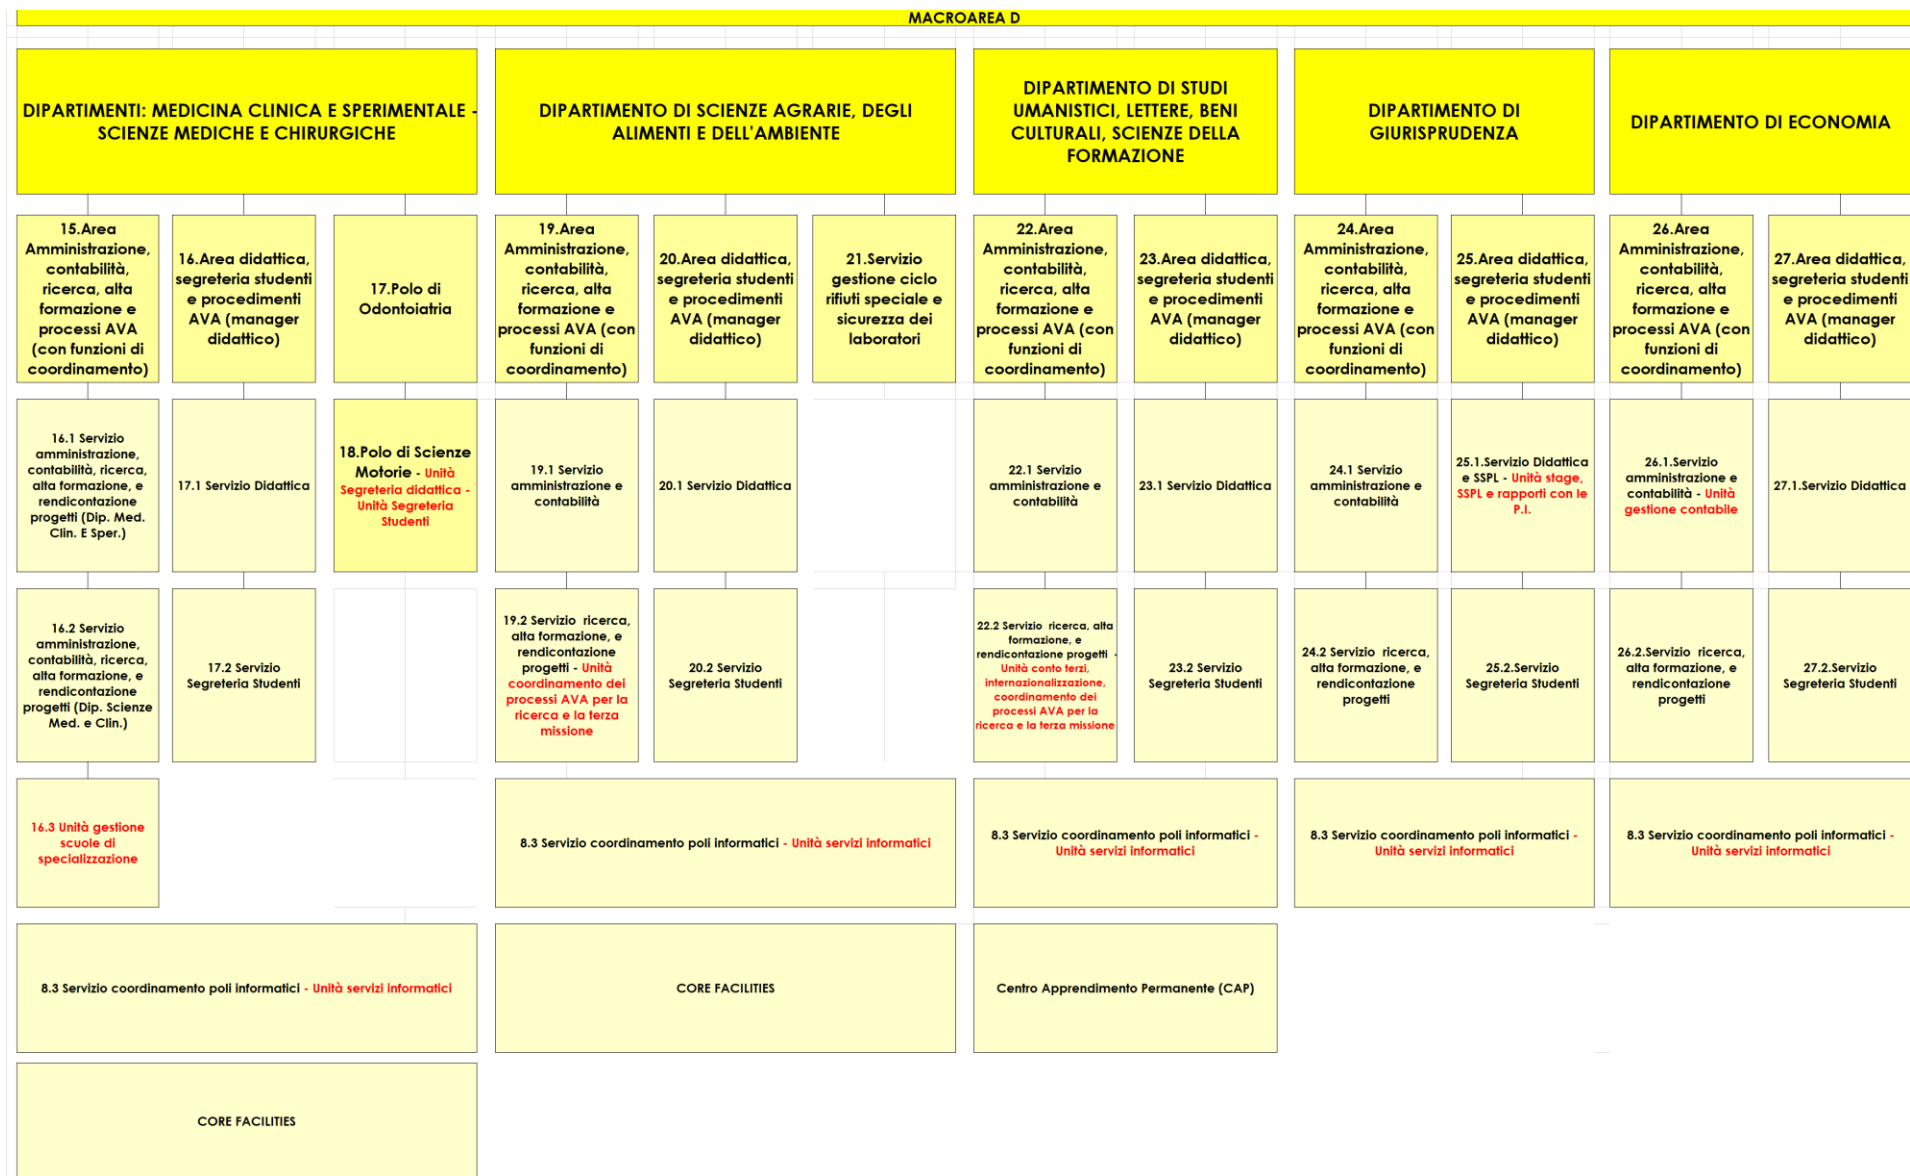 MACROAREA D
DIPARTIMENTI: MEDICINA CLINICA E SPERIMENTALE -
SCIENZE MEDICHE E CHIRURGICHE
DIPARTIMENTO DI SCIENZE AGRARIE, DEGLI
ALIMENTI E DELL'AMBIENTE
DIPARTIMENTO DI STUDI
UMANISTICI, LETTERE, BENI
CULTURALI, SCIENZE DELLA
FORMAZIONE
DIPARTIMENTO DI
GIURISPRUDENZA
DIPARTIMENTO DI ECONOMIA
15.Area
Amministrazione,
contabilità,
ricerca, alta
formazione e
processi AVA
(con funzioni di
coordinamento)
16.Area didattica,
segreteria studenti
e procedimenti
AVA (manager
didattico)
17.Polo di
Odontoiatria
19.Area
Amministrazione,
contabilità,
ricerca, alta
formazione e
processi AVA (con
funzioni di
coordinamento)
20.Area didattica,
segreteria studenti
e procedimenti
AVA (manager
didattico)
21.Servizio
gestione ciclo
rifiuti speciale e
sicurezza dei
laboratori
22.Area
Amministrazione,
contabilità,
ricerca, alta
formazione e
processi AVA (con
funzioni di
coordinamento)
23.Area didattica,
segreteria studenti
e procedimenti
AVA (manager
didattico)
24.Area
Amministrazione,
contabilità,
ricerca, alta
formazione e
processi AVA (con
funzioni di
coordinamento)
25.Area didattica,
segreteria studenti
e procedimenti
AVA (manager
didattico)
26.Area
Amministrazione,
contabilità,
ricerca, alta
formazione e
processi AVA (con
funzioni di
coordinamento)
27.Area didattica,
segreteria studenti
e procedimenti
AVA (manager
didattico)
16.1 Servizio
amministrazione,
contabilità, ricerca,
alta formazione, e
rendicontazione
progetti (Dip. Med.
Clin. E Sper.)
17.1 Servizio Didattica
18.Polo di Scienze
Motorie - Unità
Segreteria didattica -
Unità Segreteria
Studenti
19.1 Servizio
amministrazione e
contabilità
20.1 Servizio Didattica
22.1 Servizio
amministrazione e
contabilità
23.1 Servizio Didattica
24.1 Servizio
amministrazione e
contabilità
25.1.Servizio Didattica
e SSPL - Unità stage,
SSPL e rapporti con le
P.I.
26.1.Servizio
amministrazione e
contabilità - Unità
gestione contabile
27.1.Servizio Didattica
16.2 Servizio
amministrazione,
contabilità, ricerca,
alta formazione, e
rendicontazione
progetti (Dip. Scienze
Med. e Clin.)
17.2 Servizio
Segreteria Studenti
19.2 Servizio ricerca,
alta formazione, e
rendicontazione
progetti - Unità
coordinamento dei
processi AVA per la
ricerca e la terza
missione
20.2 Servizio
Segreteria Studenti
22.2 Servizio ricerca, alta
formazione, e
rendicontazione progetti -
Unità conto terzi,
internazionalizzazione,
coordinamento dei
processi AVA per la
ricerca e la terza missione
23.2 Servizio
Segreteria Studenti
24.2 Servizio ricerca,
alta formazione, e
rendicontazione
progetti
25.2.Servizio
Segreteria Studenti
26.2.Servizio ricerca,
alta formazione, e
rendicontazione
progetti
27.2.Servizio
Segreteria Studenti
16.3 Unità gestione
scuole di
specializzazione
8.3 Servizio coordinamento poli informatici - Unità servizi informatici
8.3 Servizio coordinamento poli informatici -
Unità servizi informatici
8.3 Servizio coordinamento poli informatici -
Unità servizi informatici
8.3 Servizio coordinamento poli informatici -
Unità servizi informatici
8.3 Servizio coordinamento poli informatici - Unità servizi informatici
CORE FACILITIES
Centro Apprendimento Permanente (CAP)
CORE FACILITIES